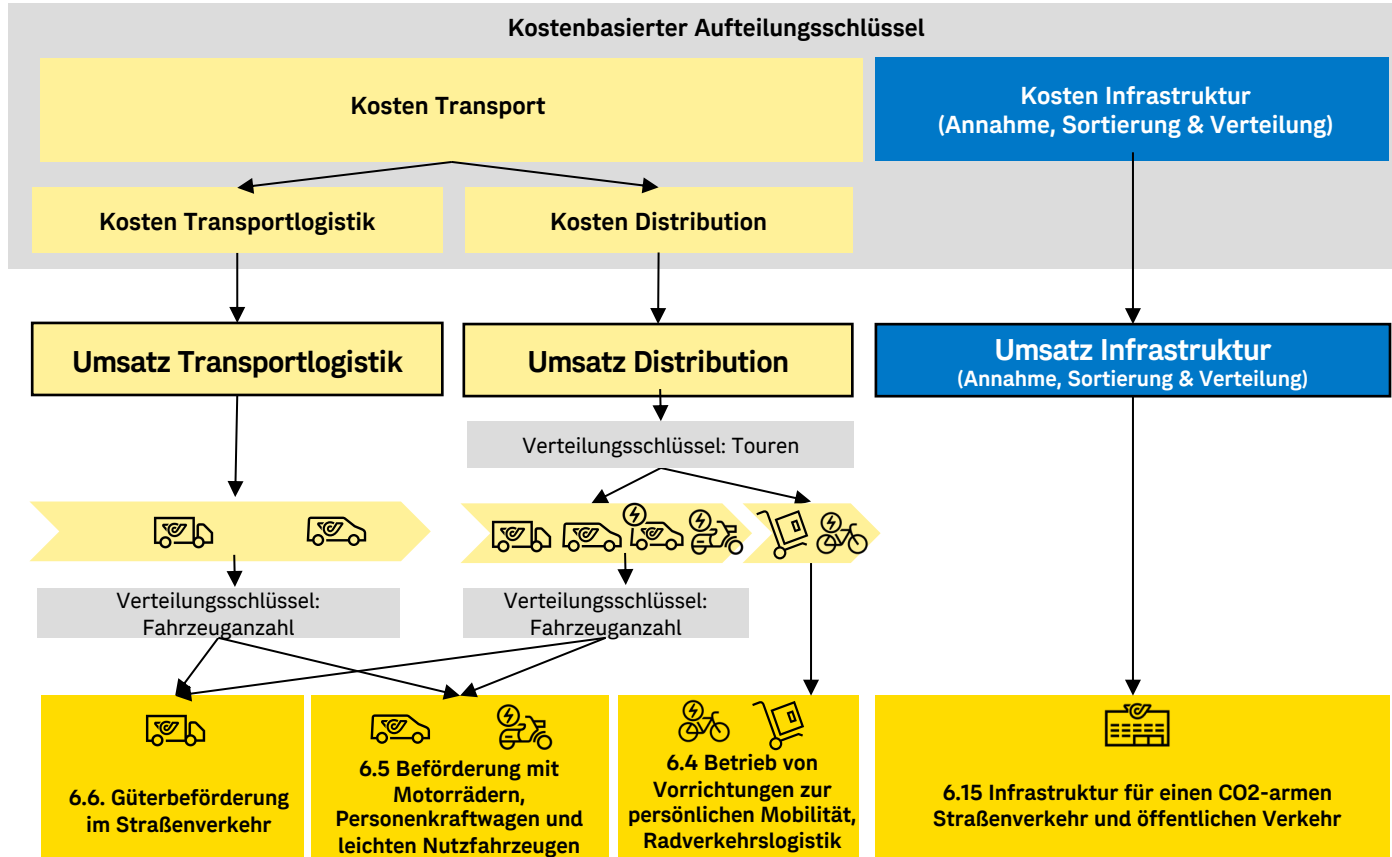 Kostenbasierter Aufteilungsschlüssel
Kosten Transport
Kosten Infrastruktur
(Annahme, Sortierung & Verteilung)
Kosten Transportlogistik
Kosten Distribution
Umsatz Transportlogistik
Umsatz Distribution
Umsatz Infrastruktur
(Annahme, Sortierung & Verteilung)
Verteilungsschlüssel: Touren
Verteilungsschlüssel:
Fahrzeuganzahl
Verteilungsschlüssel:
Fahrzeuganzahl
6.6. Güterbeförderung
im Straßenverkehr
6.5 Beförderung mit
Motorrädern,
Personenkraftwagen und
leichten Nutzfahrzeugen
6.4 Betrieb von
Vorrichtungen zur
persönlichen Mobilität,
Radverkehrslogistik
6.15 Infrastruktur für einen CO2-armen
Straßenverkehr und öffentlichen Verkehr